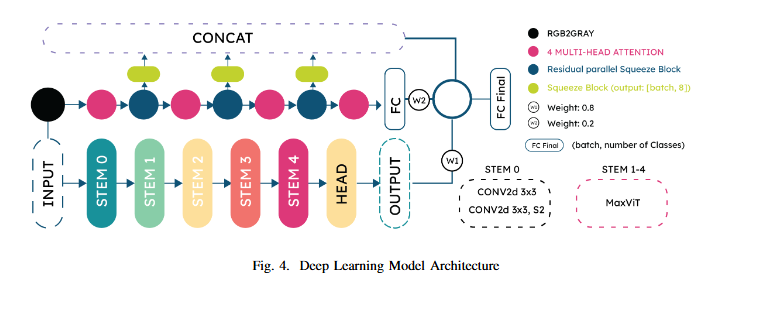 CONCAT
RGB2GRAY
4 MULTI-HEAD ATTENTION
Residual parallel Squeeze Block
Squeeze Block (output: [batch, 8])
W1 Weight: 0.8
W2 Weight: 0.2
FC Final (batch, number of Classes)
FC
W2
FC Final
INPUT
STEM 0
STEM 1
STEM 2
STEM 3
STEM 4
HEAD
OUTPUT
W1
STEM 0
CONV2d 3x3
CONV2d 3x3, S2
STEM 1-4
MaxViT
Fig. 4. Deep Learning Model Architecture